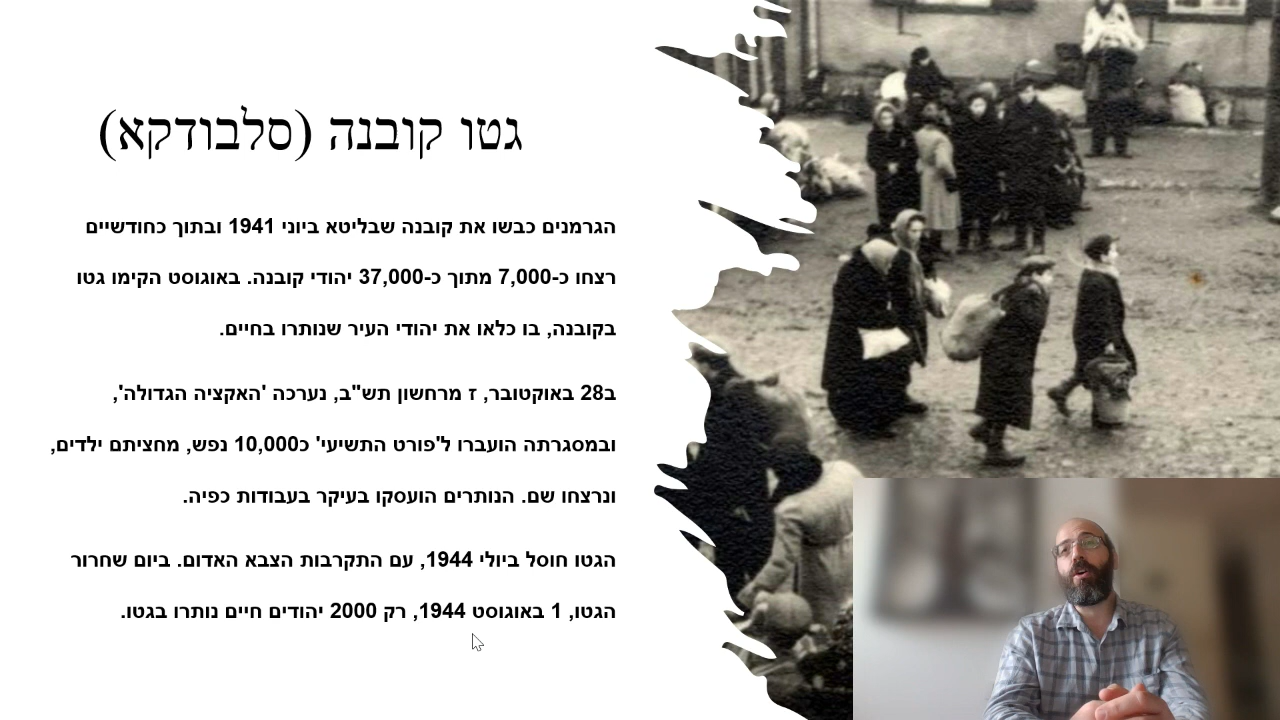 גטו קובנה (סלבודקא)
הגרמנים כבשו את קובנה שבליטא ביוני 1941 ובתוך כחודשיים
רצחו כ-7,000 מתוך כ-37,000 יהודי קובנה. באוגוסט הקימו גטו
בקובנה, בו כלאו את יהודי העיר שנותרו בחיים.
ב28 באוקטובר, ז מרחשון תש"ב, נערכה 'האקציה הגדולה',
ובמסגרתה הועברו ל'פורט התשיעי' כ10,000 נפש, מחציתם ילדים,
ונרצחו שם. הנותרים הועסקו בעיקר בעבודות כפיה.
הגטו חוסל ביולי 1944, עם התקרבות הצבא האדום. ביום שחרור
הגטו, 1 באוגוסט 1944, רק 2000 יהודים חיים נותרו בגטו.